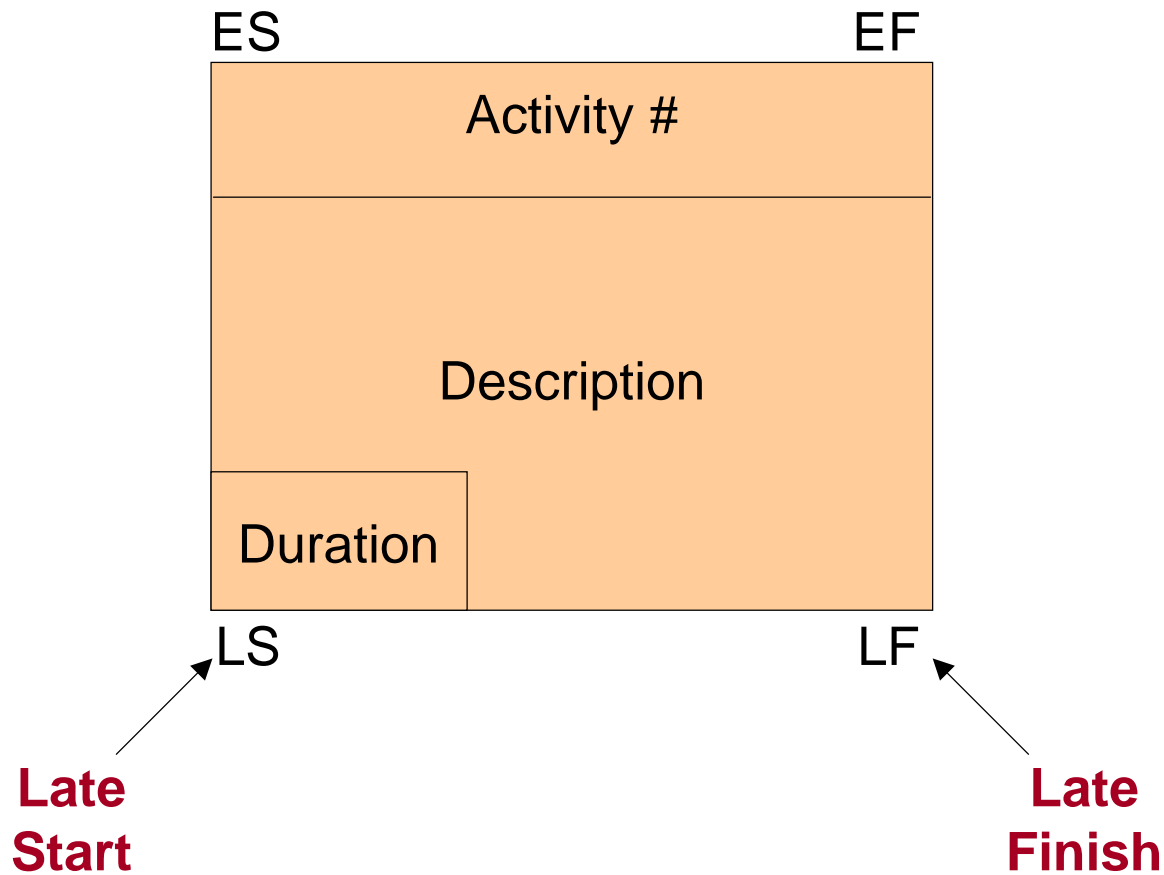 ES EF
Activity #
Description
Duration
LS LF
Late
Start
Late
Finish